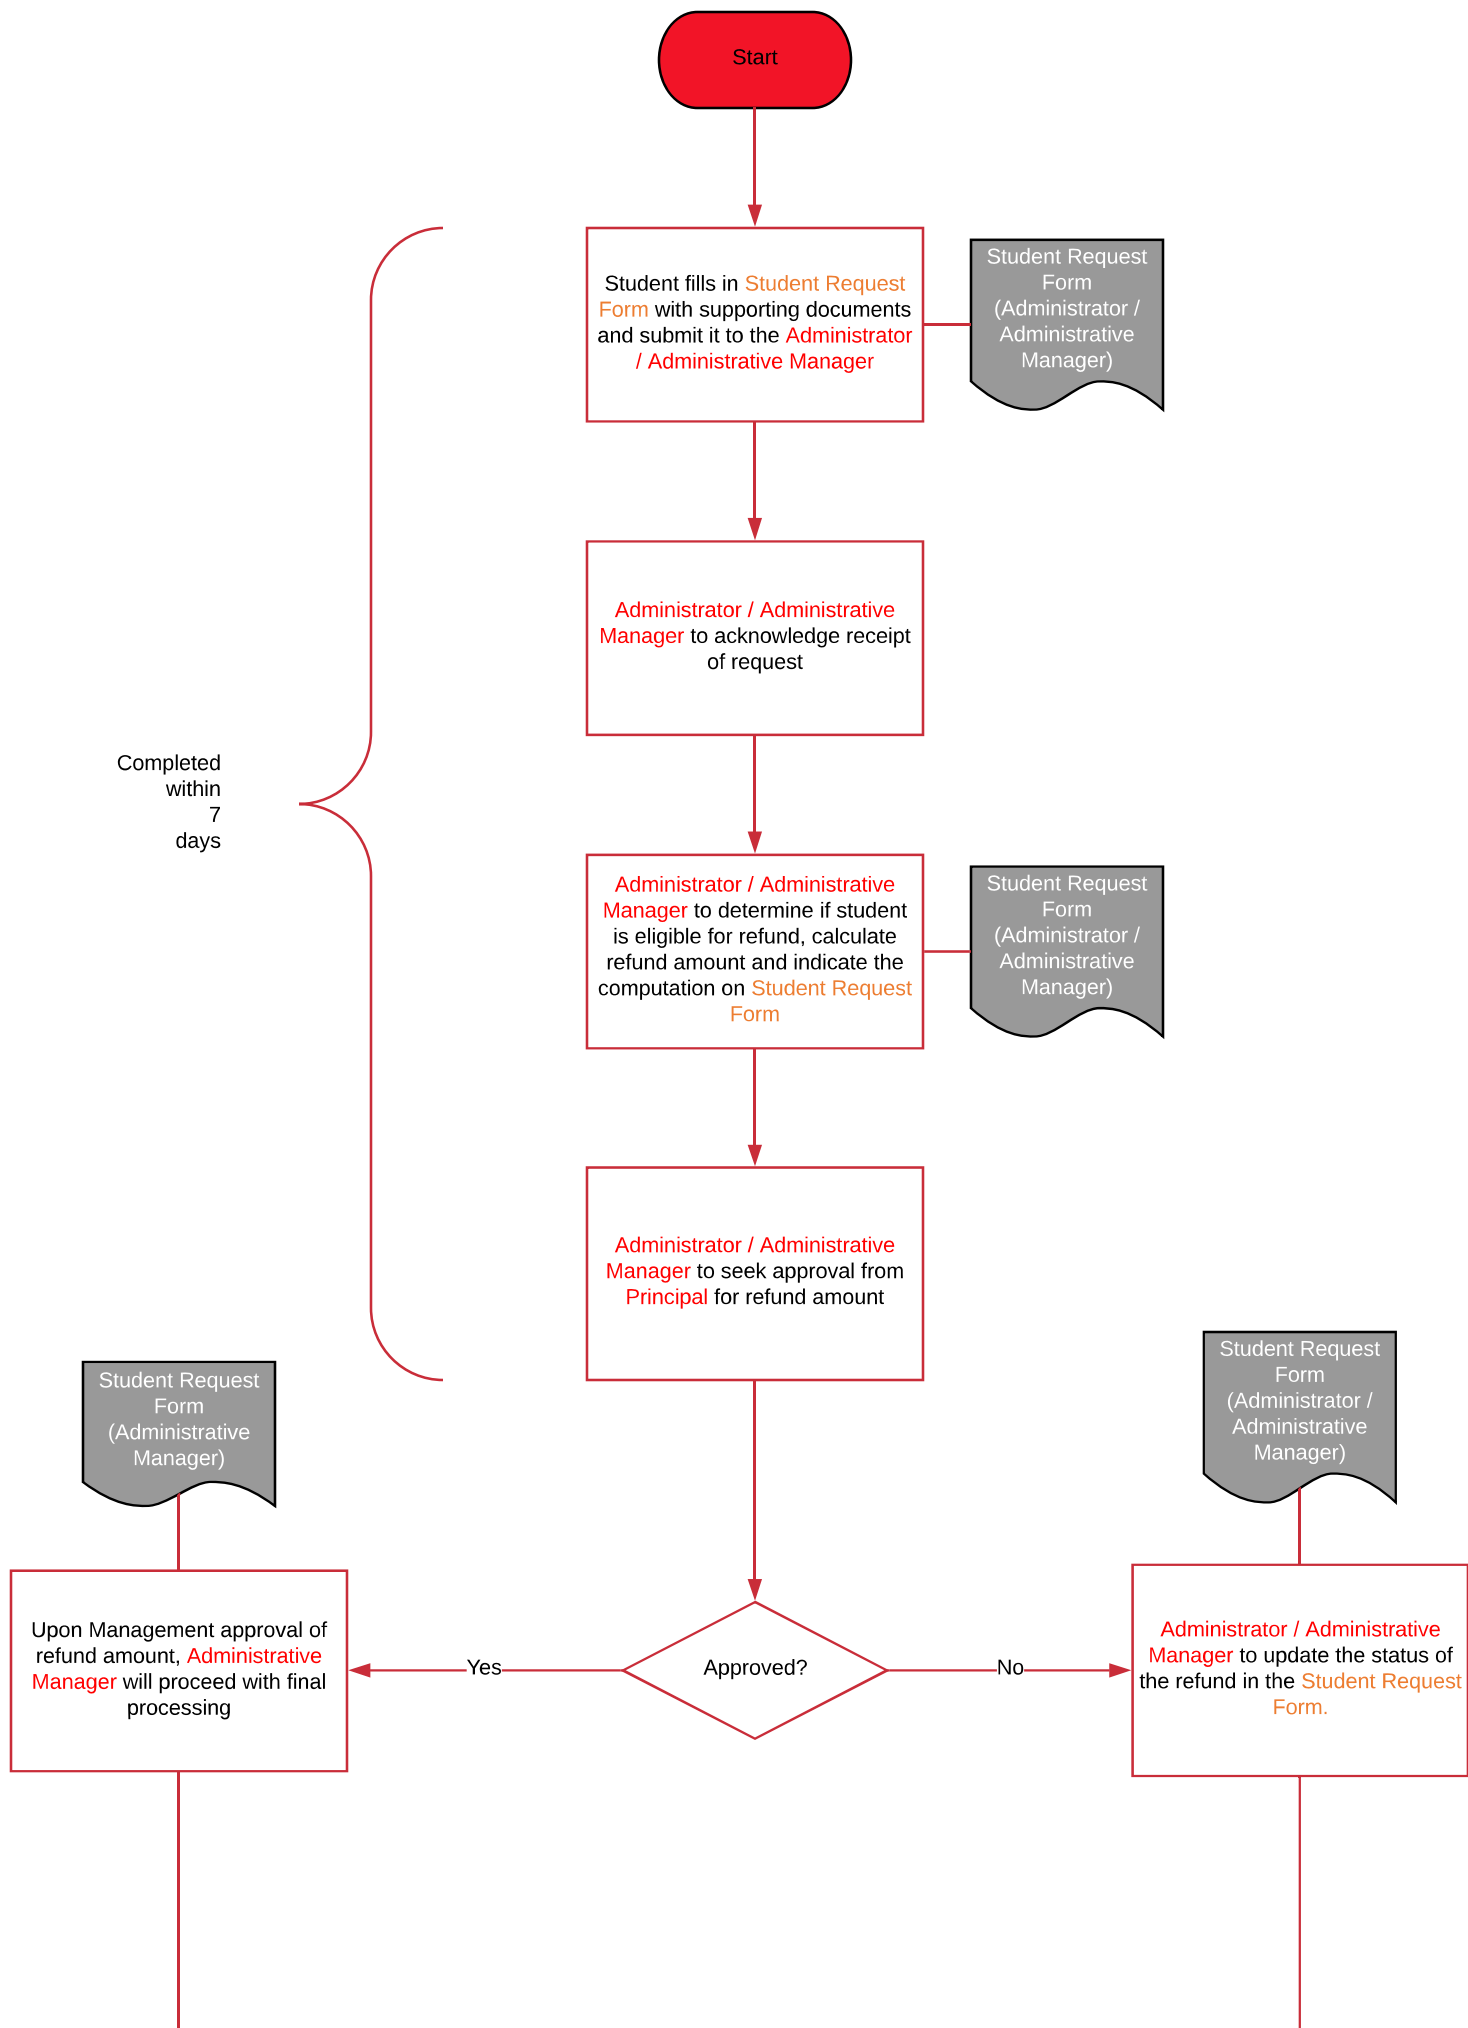 Start
Student fills in Student Request
Form with supporting documents
and submit it to the Administrator
/ Administrative Manager
Student Request
Form
(Administrator /
Administrative
Manager)
Administrator / Administrative
Manager to acknowledge receipt
of request
Completed
within
7
days
Administrator / Administrative
Manager to determine if student
is eligible for refund, calculate
refund amount and indicate the
computation on Student Request
Form
Student Request
Form
(Administrator /
Administrative
Manager)
Administrator / Administrative
Manager to seek approval from
Principal for refund amount
Student Request
Form
(Administrative
Manager)
Student Request
Form
(Administrator /
Administrative
Manager)
Upon Management approval of
refund amount, Administrative
Manager will proceed with final
processing
Yes
Approved?
No
Administrator / Administrative
Manager to update the status of
the refund in the Student Request
Form.